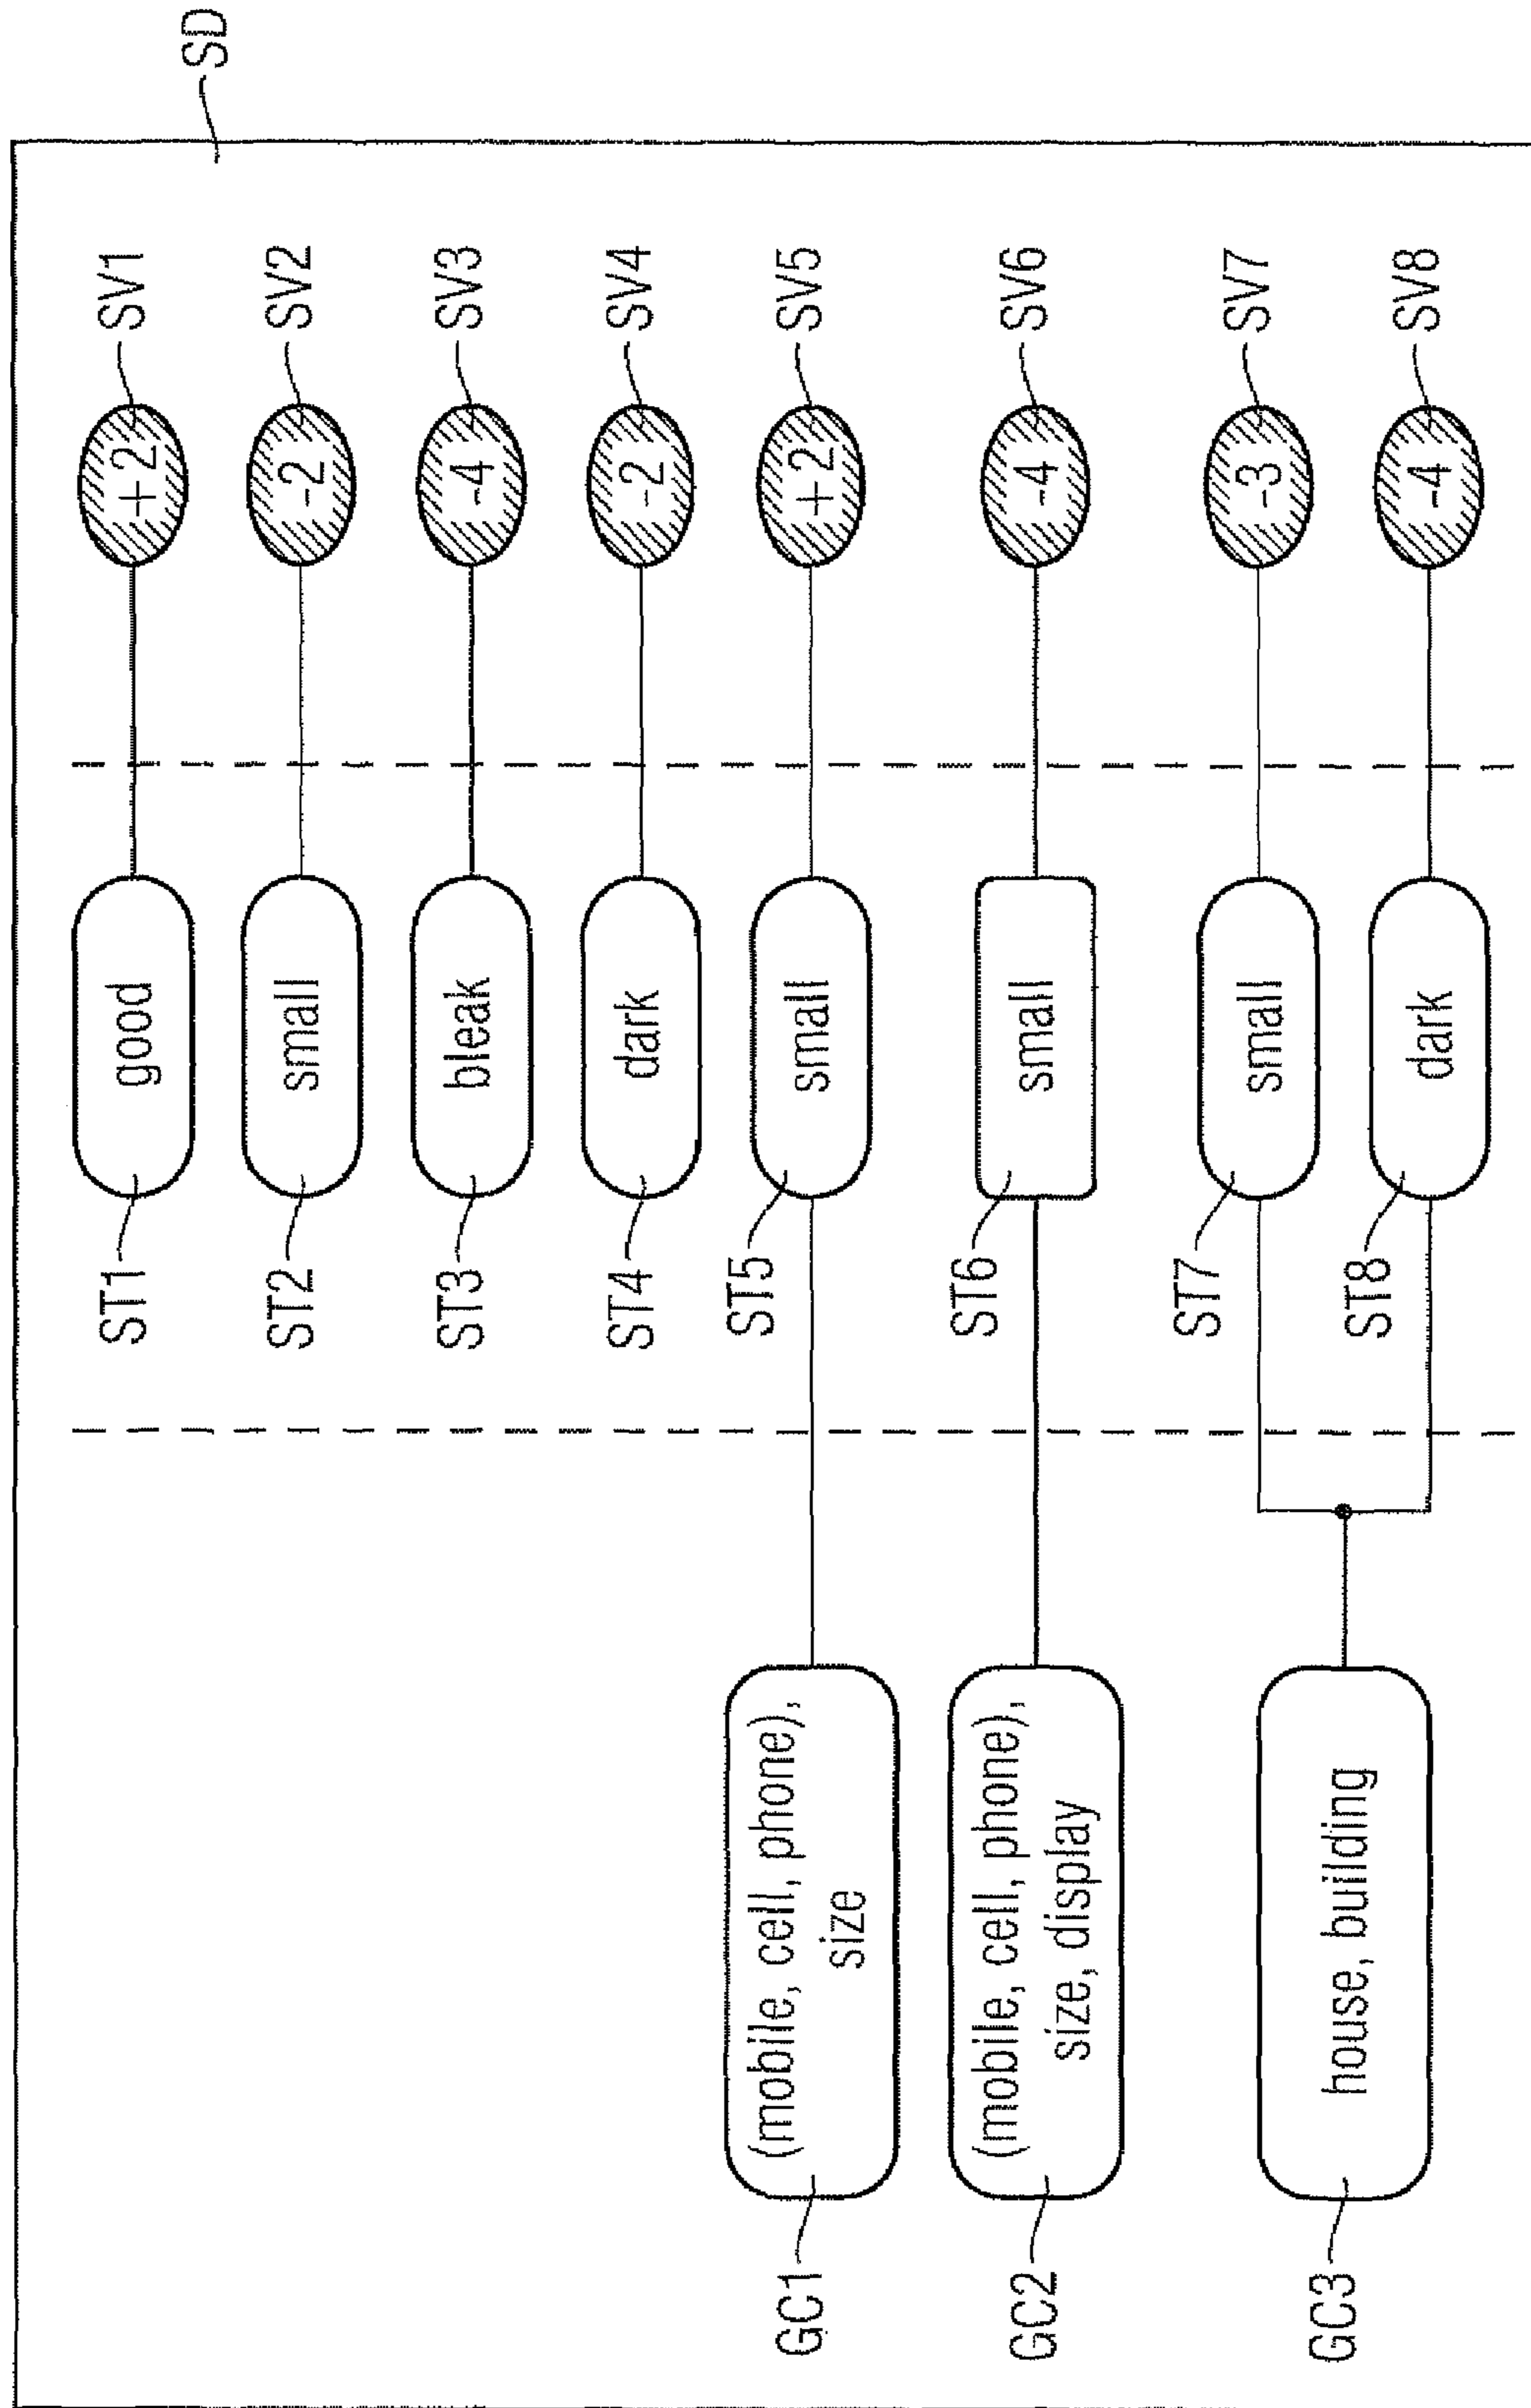 SD
ST1
good
+2
SV1
ST2
small
-2
SV2
ST3
bleak
-4
SV3
ST4
dark
-2
SV4
GC1
(mobile, cell, phone),
size
ST5
small
+2
SV5
GC2
(mobile, cell, phone),
size, display
ST6
small
-4
SV6
GC3
house, building
ST7
small
-3
SV7
ST8
dark
-4
SV8